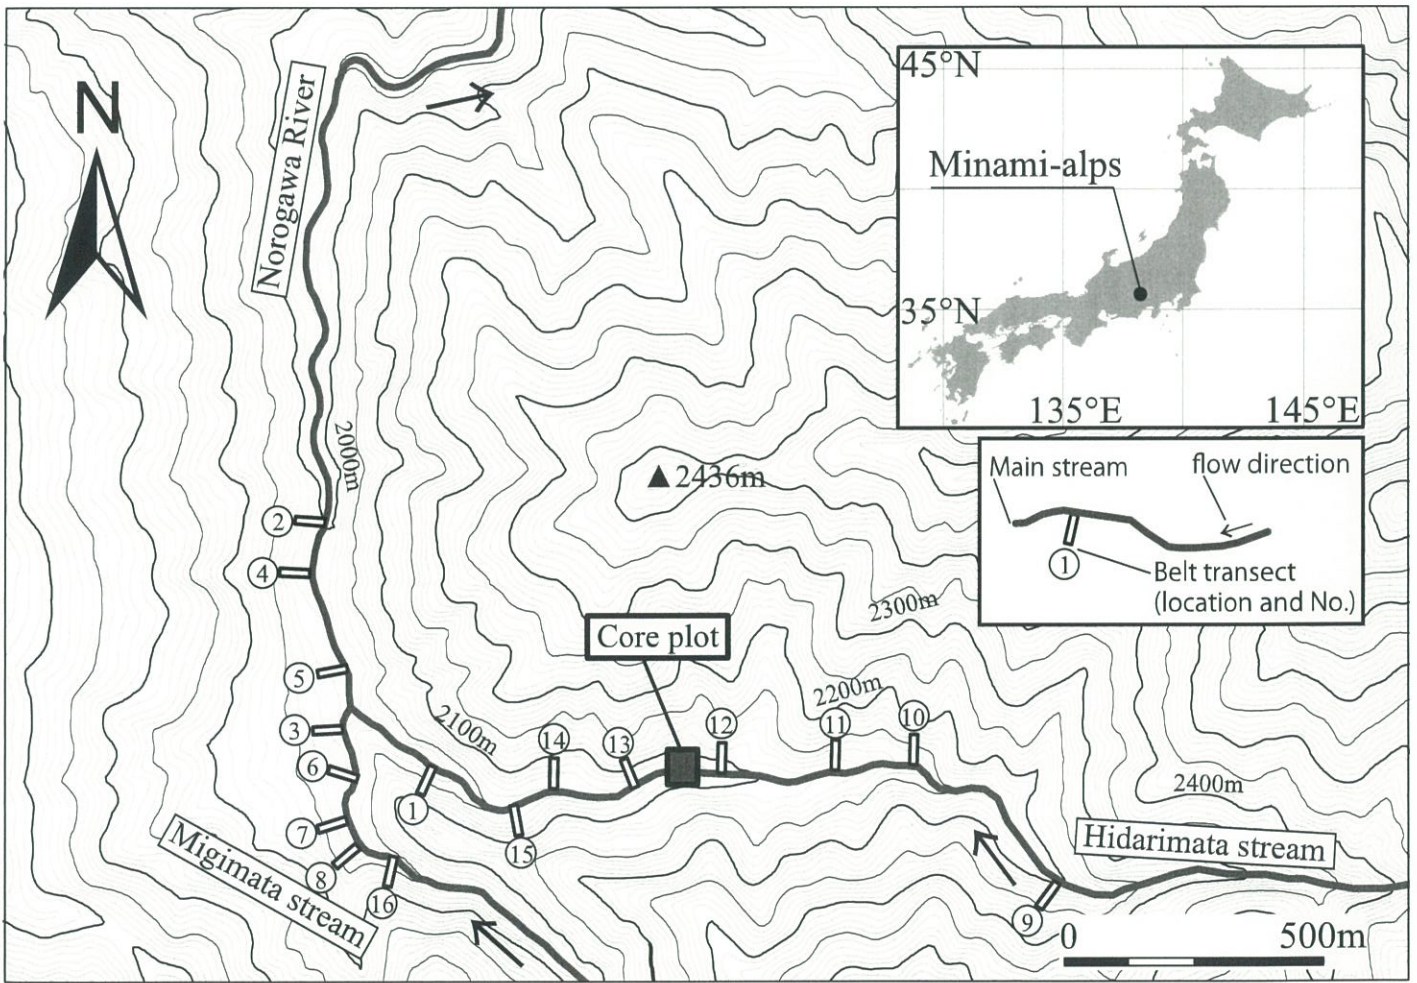 N
Norogawa River
45°N
Minami-alps
35°N
135°E
145°E
2000m
▲ 2436m
Main stream
flow direction
①
Belt transect
(location and No.)
②
④
2300m
Core plot
⑤
2200m
③
2100m
⑭
⑬
⑫
⑪
⑩
⑥
①
2400m
⑦
⑮
Hidarimata stream
⑧
⑯
Migimata stream
⑨
0
500m